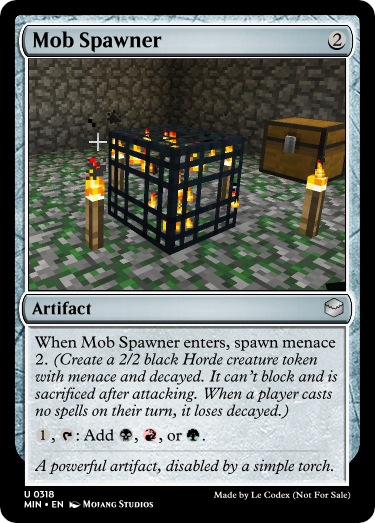 Mob Spawner 2
Artifact
When Mob Spawner enters, spawn menace
2. (Create a 2/2 black Horde creature token
with menace and decayed. It can't block and is
sacrificed after attacking. When a player casts
no spells on their turn, it loses decayed.)
1, : Add , , or .
A powerful artifact, disabled by a simple torch.
U 0318
MIN • EN Mojang Studios
Made by Le Codex (Not For Sale)